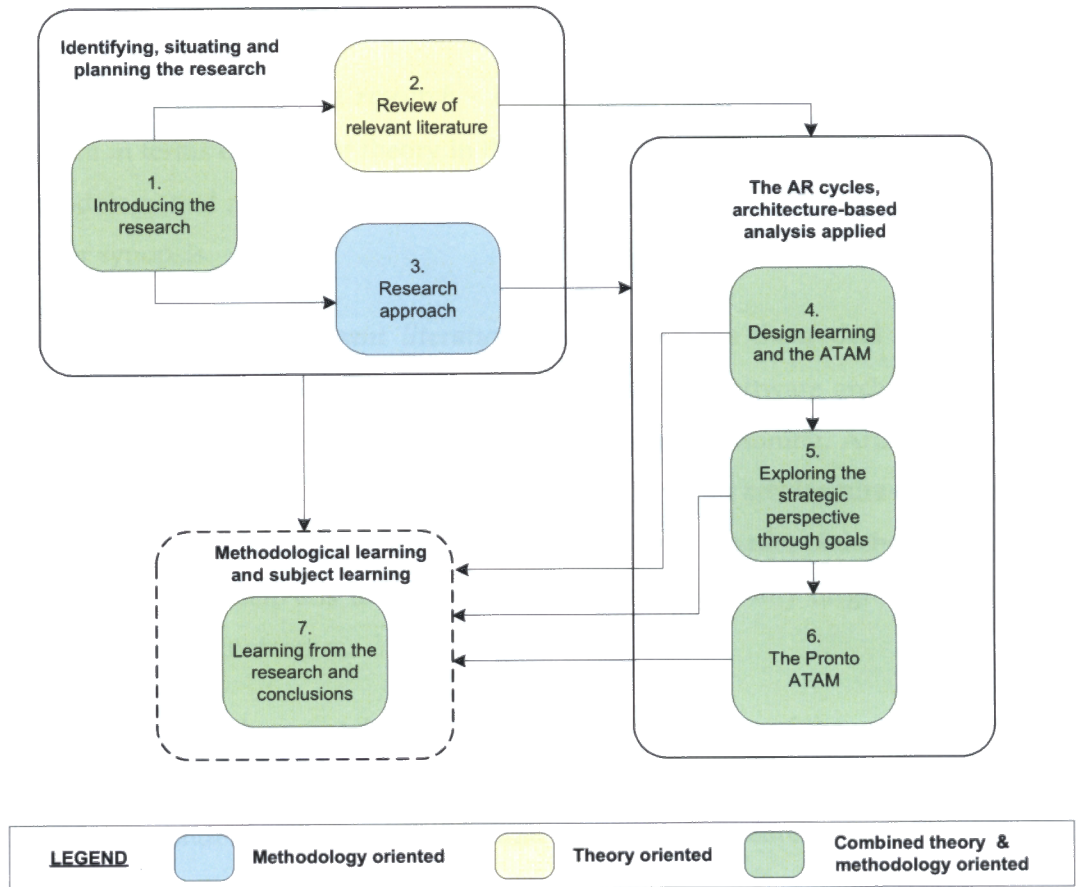 Identifying, situating and
planning the research
1.
Introducing the
research
2.
Review of
relevant literature
3.
Research
approach
The AR cycles,
architecture-based
analysis applied
4.
Design learning
and the ATAM
5.
Exploring the
strategic
perspective
through goals
6.
The Pronto
ATAM
Methodological learning
and subject learning
7.
Learning from the
research and
conclusions
LEGEND
Methodology oriented
Theory oriented
Combined theory &
methodology oriented